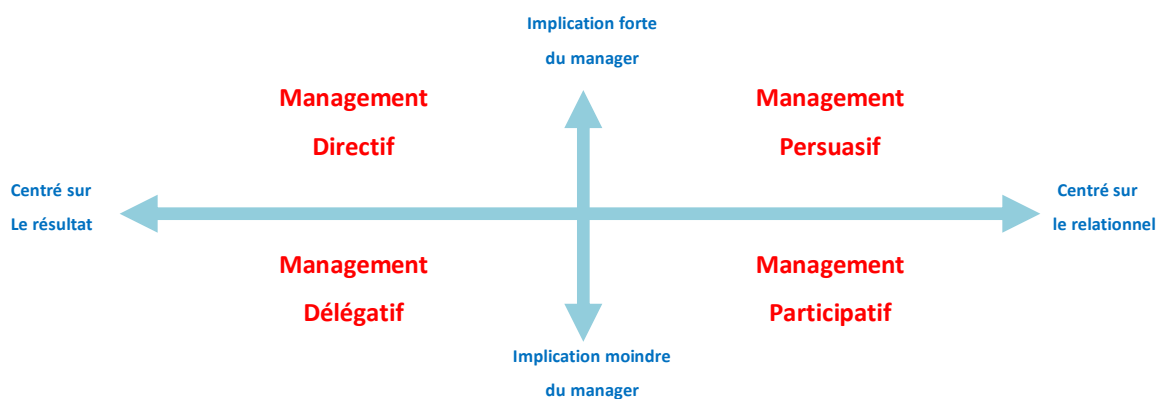 Implication forte
du manager
Management
Directif
Management
Persuasif
Centré sur
Le résultat
Centré sur
le relationnel
Management
Délégatif
Management
Participatif
Implication moindre
du manager